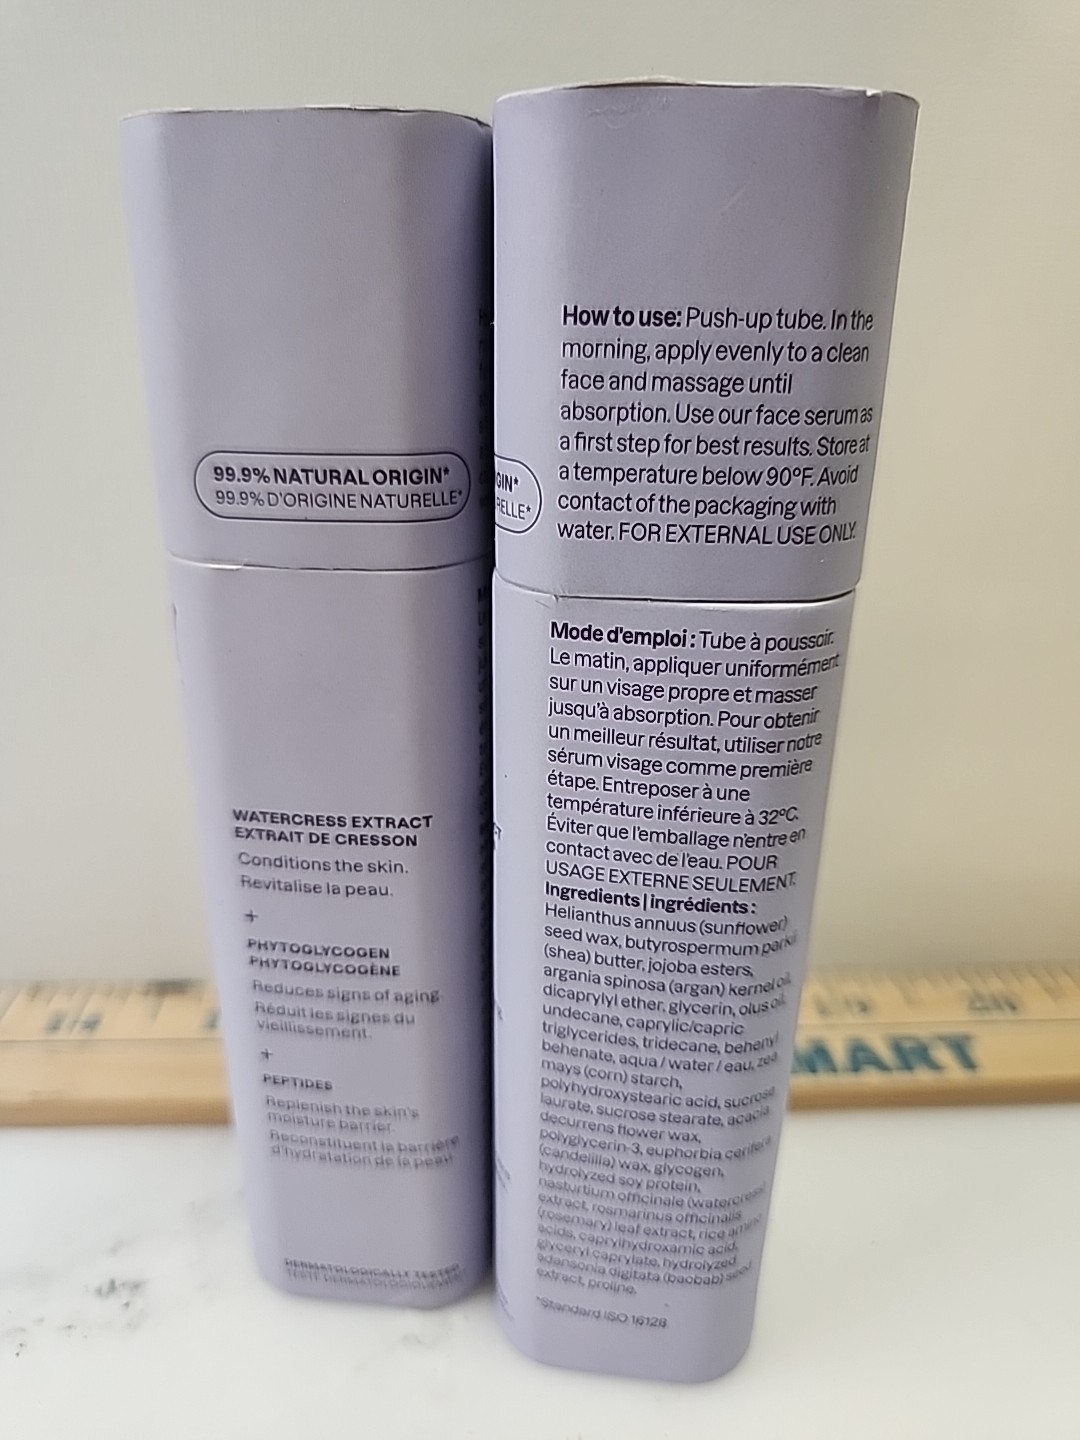 99.9% NATURAL ORIGIN*
99.9% D'ORIGINE NATURELLE*
WATERCRESS EXTRACT
EXTRAIT DE CRESSON
Conditions the skin.
Revitalise la peau.
+
PHYTOGLYCOGEN
PHYTOGLYCOGÈNE
Reduces signs of aging.
Réduit les signes du
vieillissement.
+
PEPTIDES
Replenish the skin's
moisture barrier.
Reconstituent la barrière
d'hydratation de la peau.
DERMATOLOGICALLY TESTED
TESTÉ DERMATOLOGIQUEMENT
GIN*
RELLE*
How to use: Push-up tube. In the
morning, apply evenly to a clean
face and massage until
absorption. Use our face serum as
a first step for best results. Store at
a temperature below 90°F. Avoid
contact of the packaging with
water. FOR EXTERNAL USE ONLY.
Mode d'emploi : Tube à poussoir.
Le matin, appliquer uniformément
sur un visage propre et masser
jusqu'à absorption. Pour obtenir
un meilleur résultat, utiliser notre
sérum visage comme première
étape. Entreposer à une
température inférieure à 32°C.
Éviter que l'emballage n'entre en
contact avec de l'eau. POUR
USAGE EXTERNE SEULEMENT.
Ingredients | ingrédients :
Helianthus annuus (sunflower)
seed wax, butyrospermum parkii
(shea) butter, jojoba esters,
argania spinosa (argan) kernel oil,
dicaprylyl ether, glycerin, olus oil,
undecane, caprylic/capric
triglycerides, tridecane, behenyl
behenate, aqua / water / eau, zea
mays (corn) starch,
polyhydroxystearic acid, sucrose
laurate, sucrose stearate, acacia
decurrens flower wax,
polyglycerin-3, euphorbia cerifera
(candelilla) wax, glycogen,
hydrolyzed soy protein,
nasturtium officinale (watercress)
extract, rosmarinus officinalis
(rosemary) leaf extract, rice amino
acids, caprylhydroxamic acid,
glyceryl caprylate, hydrolyzed
adansonia digitata (baobab) seed
extract, proline.
*Standard ISO 16128
MART